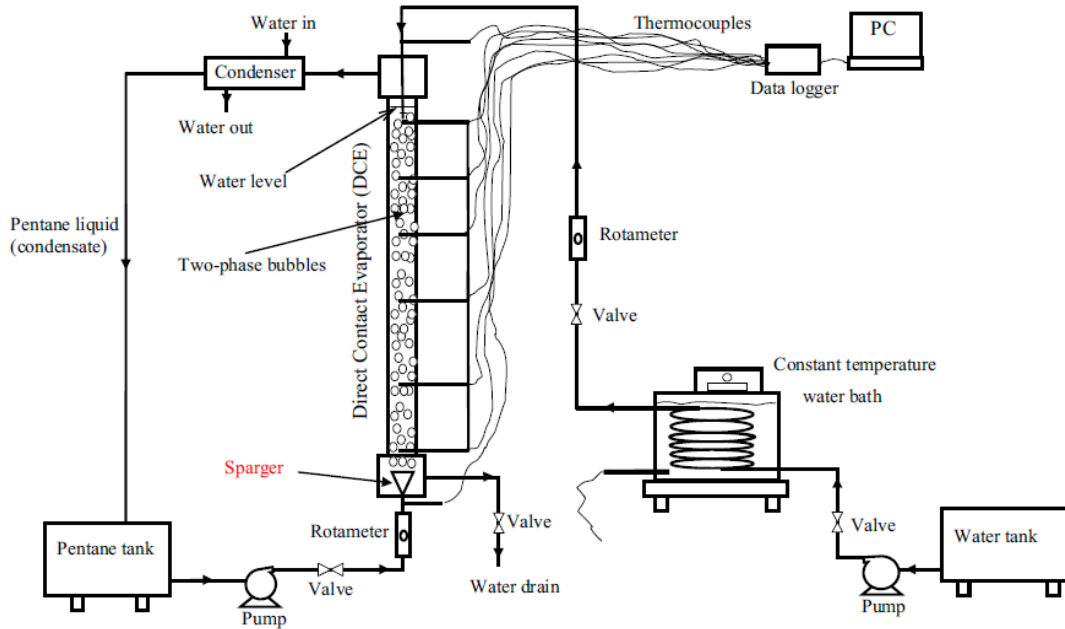 Water in
Thermocouples
PC
Condenser
Data logger
Water out
Water level
Direct Contact Evaporator (DCE)
Pentane liquid
(condensate)
Rotameter
Two-phase bubbles
Valve
Constant temperature
water bath
Sparger
Rotameter
Valve
Valve
Pentane tank
Water tank
Water drain
Valve
Pump
Pump